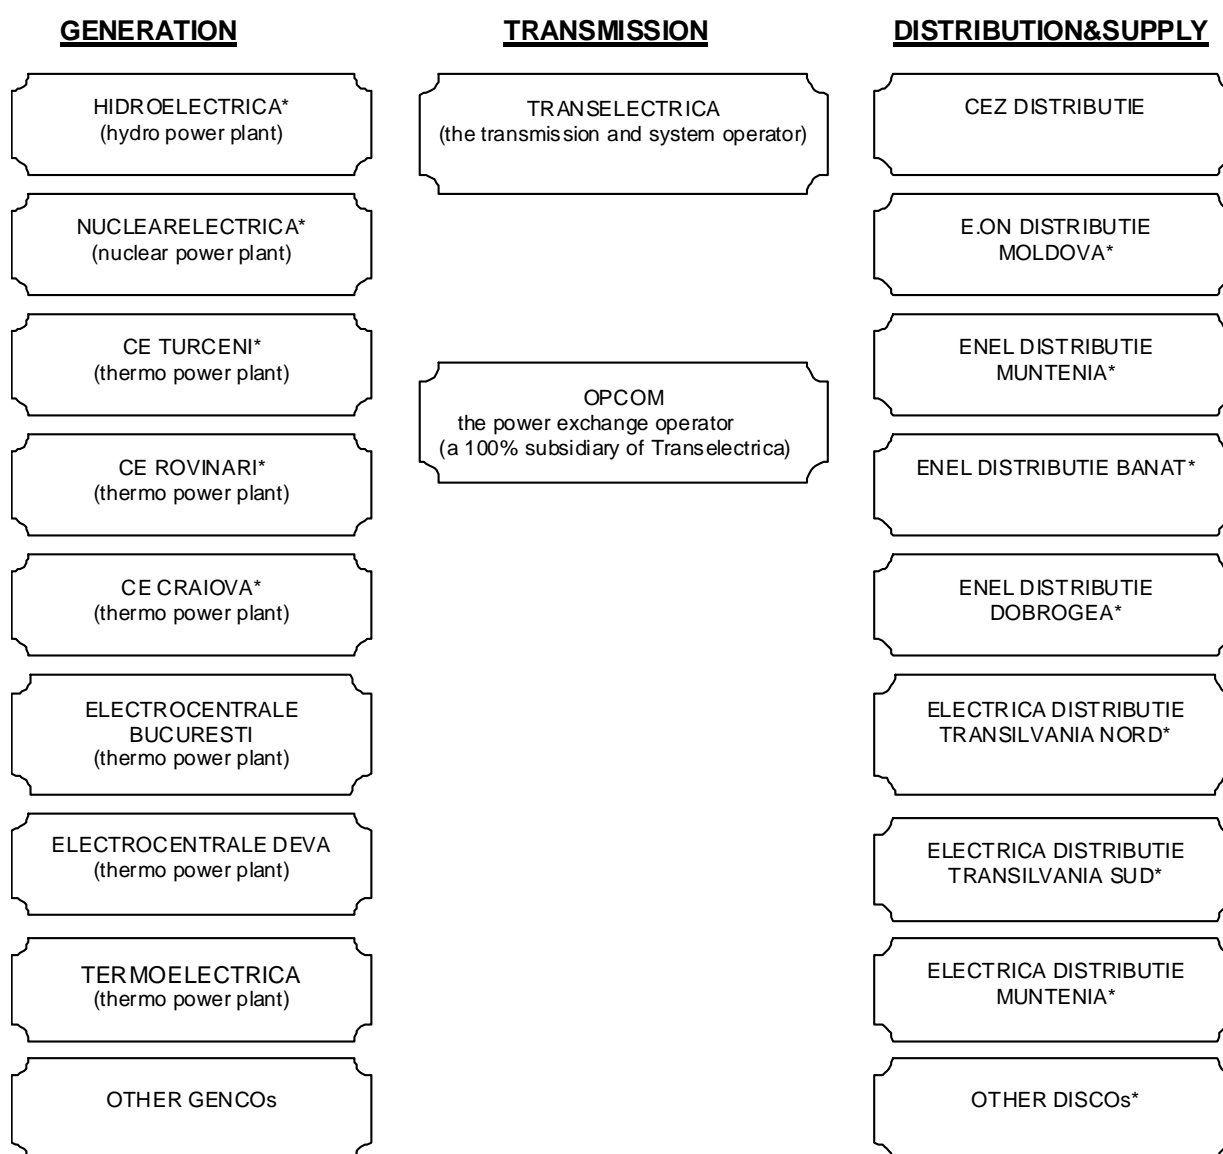 GENERATION
HIDROELECTRICA*
(hydro power plant)
NUCLEARELECTRICA*
(nuclear power plant)
CE TURCENI*
(thermo power plant)
CE ROVINARI*
(thermo power plant)
CE CRAIOVA*
(thermo power plant)
ELECTROCENTRALE
BUCURESTI
(thermo power plant)
ELECTROCENTRALE DEVA
(thermo power plant)
TERMOELECTRICA
(thermo power plant)
OTHER GENCOs
TRANSMISSION
TRANSELECTRICA
(the transmission and system operator)
OPCOM
the power exchange operator
(a 100% subsidiary of Transelectrica)
DISTRIBUTION&SUPPLY
CEZ DISTRIBUTIE
E.ON DISTRIBUTIE
MOLDOVA*
ENEL DISTRIBUTIE
MUNTENIA*
ENEL DISTRIBUTIE BANAT*
ENEL DISTRIBUTIE
DOBROGEA*
ELECTRICA DISTRIBUTIE
TRANSILVANIA NORD*
ELECTRICA DISTRIBUTIE
TRANSILVANIA SUD*
ELECTRICA DISTRIBUTIE
MUNTENIA*
OTHER DISCOs*